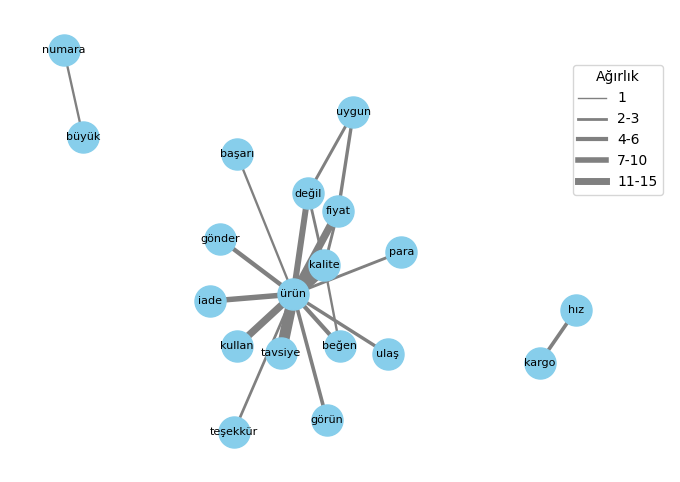 numara
büyük
uygun
başarı
değil
fiyat
gönder
para
kalite
ürün
iade
kullan
tavsiye
beğen
ulaş
teşekkür
görün
hız
kargo
Ağırlık
1
2-3
4-6
7-10
11-15